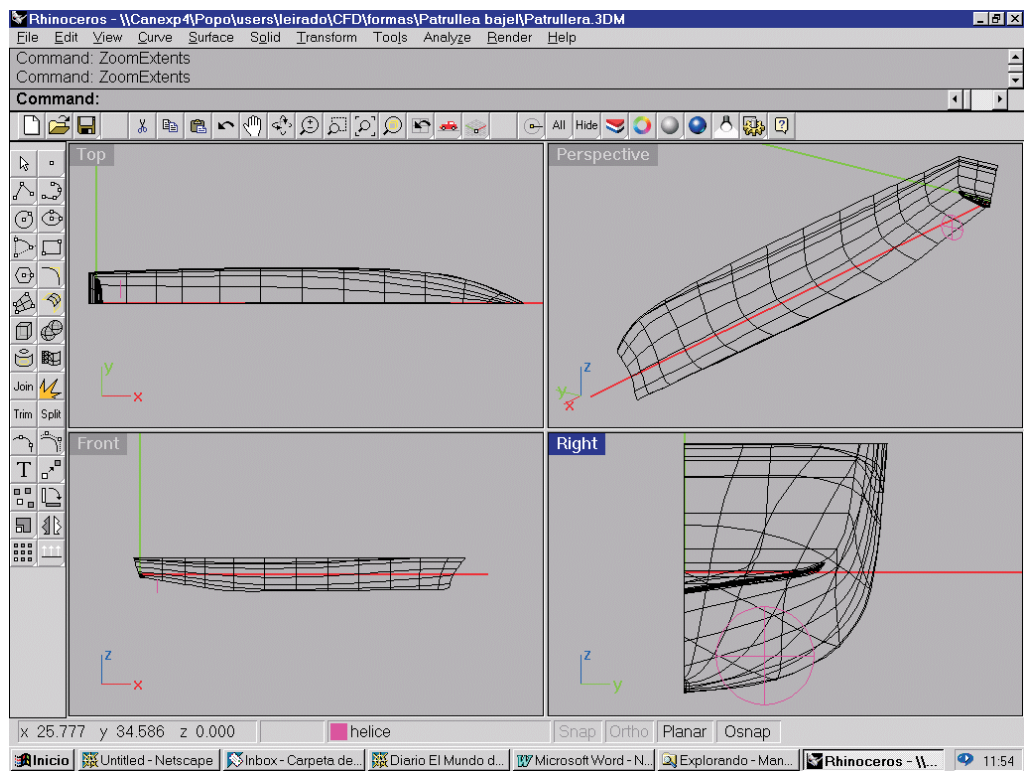 Rhinoceros - \\Canexp4\Popo\users\leirado\CFD\formas\Patrullea bajel\Patrullera.3DM
File Edit View Curve Surface Solid Transform Tools Analyze Render Help
Command: ZoomExtents
Command: ZoomExtents
Command:
All Hide
Top
Perspective
y
x
z
y
x
Join
Trim Split
Front
Right
T
z
x
z
y
x 25.777 y 34.586 z 0.000 helice Snap Ortho Planar Osnap
Inicio Untitled - Netscape Inbox - Carpeta de... Diario El Mundo d... Microsoft Word - N... Explorando - Man... Rhinoceros - \\... 11:54